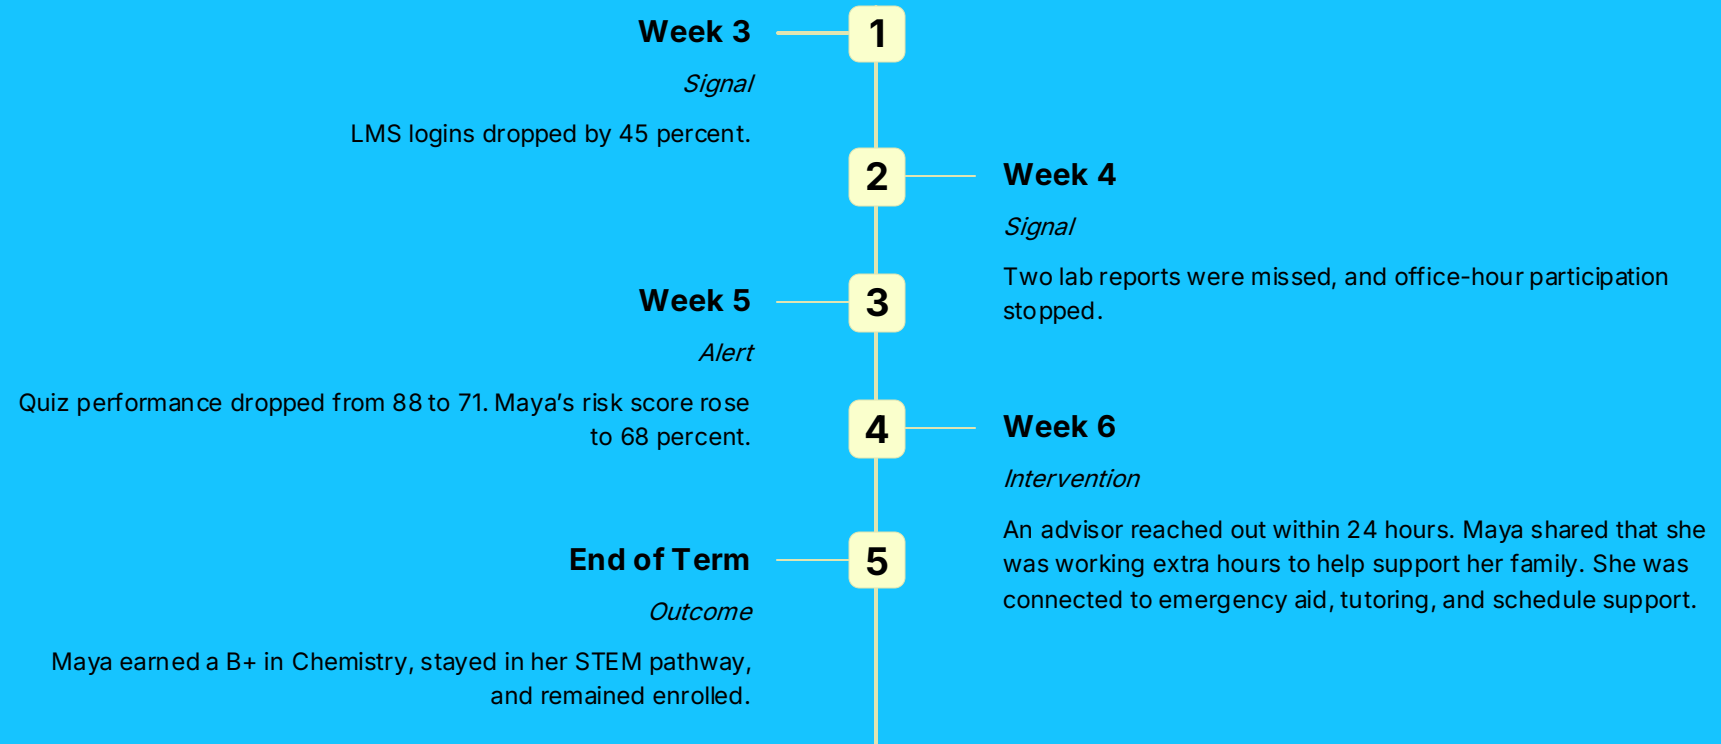 Week 3
1
Signal
LMS logins dropped by 45 percent.
2
Week 4
Signal
Two lab reports were missed, and office-hour participation
stopped.
Week 5
3
Alert
Quiz performance dropped from 88 to 71. Maya’s risk score rose
to 68 percent.
4
Week 6
Intervention
An advisor reached out within 24 hours. Maya shared that she
was working extra hours to help support her family. She was
connected to emergency aid, tutoring, and schedule support.
End of Term
5
Outcome
Maya earned a B+ in Chemistry, stayed in her STEM pathway,
and remained enrolled.